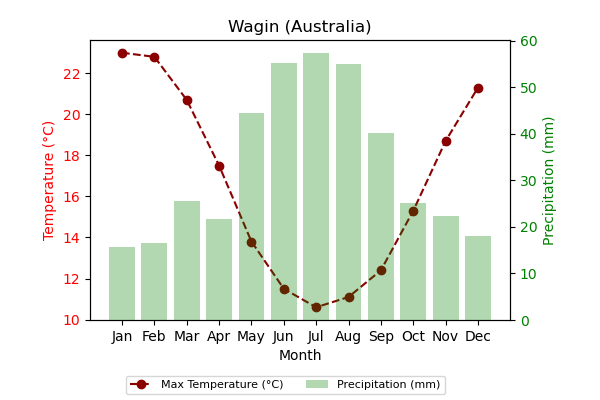 Wagin (Australia)
Temperature (°C)
22
20
18
16
14
12
10
60
50
40
30
20
10
0
Precipitation (mm)
Jan Feb Mar Apr May Jun Jul Aug Sep Oct Nov Dec
Month
Max Temperature (°C) Precipitation (mm)